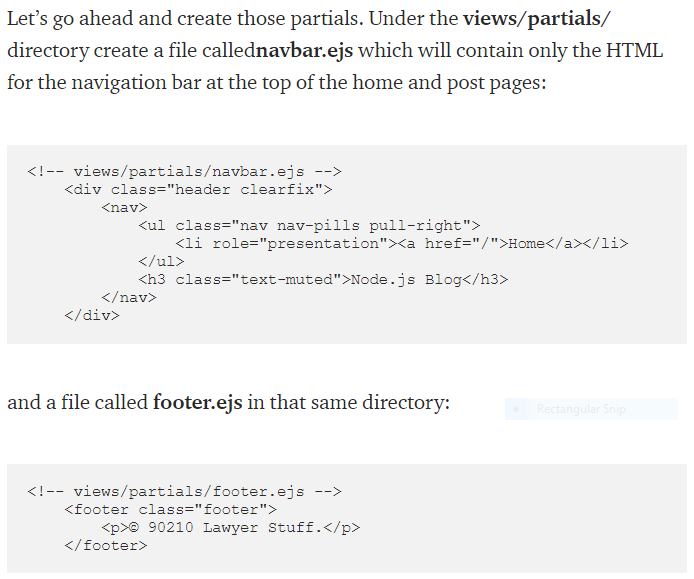 Let’s go ahead and create those partials. Under the views/partials/
directory create a file callednavbar.ejs which will contain only the HTML
for the navigation bar at the top of the home and post pages:
<!-- views/partials/navbar.ejs -->
    <div class="header clearfix">
        <nav>
            <ul class="nav nav-pills pull-right">
                <li role="presentation"><a href="/">Home</a></li>
            </ul>
            <h3 class="text-muted">Node.js Blog</h3>
        </nav>
    </div>
and a file called footer.ejs in that same directory:
Rectangular Snip
<!-- views/partials/footer.ejs -->
    <footer class="footer">
        <p>© 90210 Lawyer Stuff.</p>
    </footer>